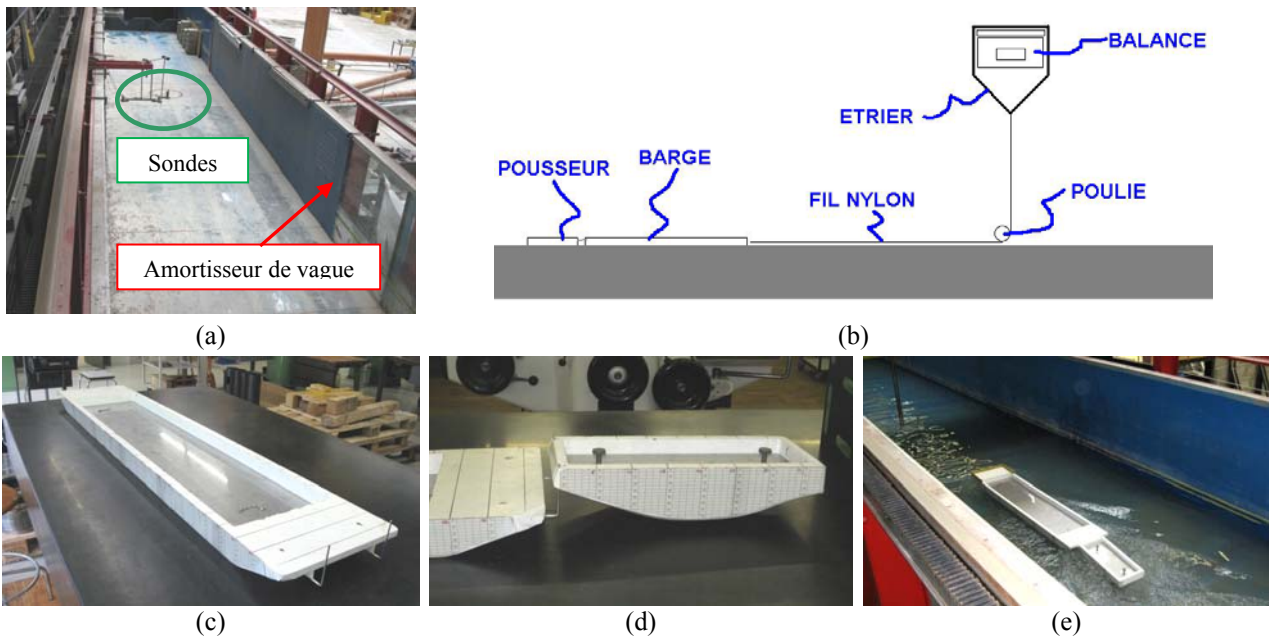 Sondes
Amortisseur de vague
(a)
BALANCE
ETRIER
POUSSEUR
BARGE
FIL NYLON
POULIE
(b)
(c)
(d)
(e)